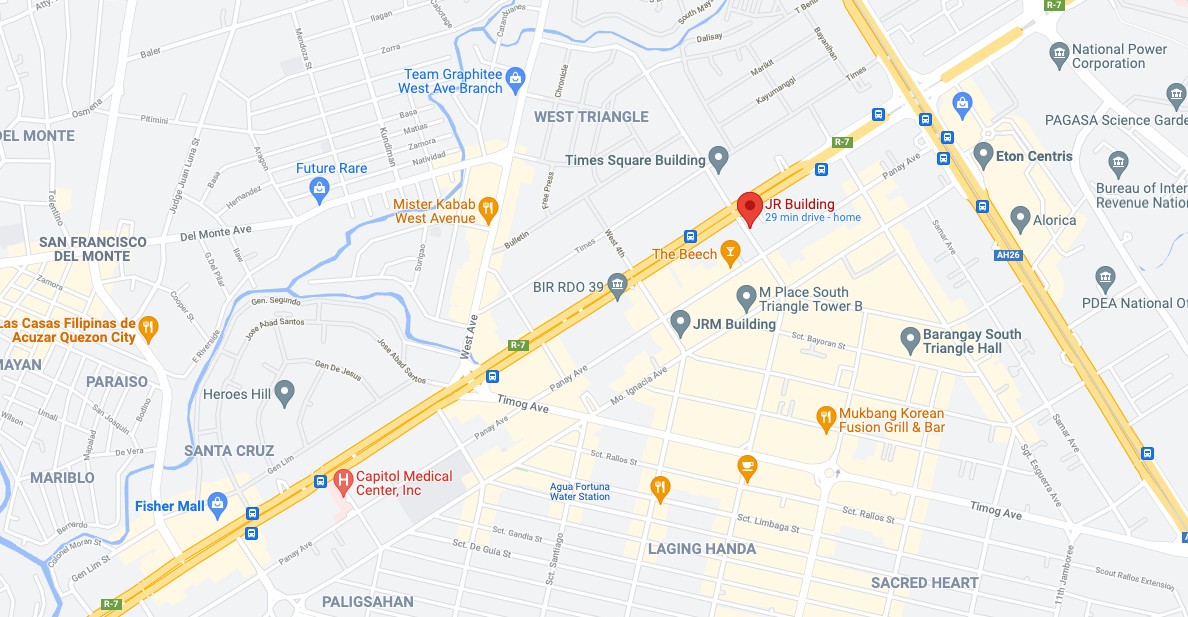 Atty.
Ilagan
Cabotage
Catanduanes
South May
T Benit
R-7
Baler
Mendoza St
Zorra
Dalisay
Bayanihan
National Power
Corporation
Team Graphitee
West Ave Branch
Chronicle
Marikit
Times
Kayumanggi
Osmena
Pitimini
Basa
WEST TRIANGLE
PAGASA Science Garde
DEL MONTE
Matias
Kundiman
Zamora
Natividad
R-7
Judge Juan Luna St
Aragon
Times Square Building
Eton Centris
Panay Ave
Future Rare
Basa
Hernandez
Free Press
Bureau of Inter
Revenue Natio
Tolentino
Mister Kabab
West Avenue
JR Building
29 min drive - home
Alorica
Del Monte Ave
Bulletin
Times
West 4th
Samar Ave
SAN FRANCISCO
DEL MONTE
Ilaw
G Del Pilar
Surigao
The Beech
AH26
Zamora
BIR RDO 39
M Place South
Triangle Tower B
PDEA National O
Cooper St
Gen. Segundo
Las Casas Filipinas de
Acuzar Quezon City
Jose Abad Santos
E Riverside
West Ave
JRM Building
Sct. Bayoran St
Barangay South
Triangle Hall
R-7
MAYAN
PARAISO
Gen De Jesus
Jose Abad Santos
Panay Ave
Mo. Ignacia Ave
Heroes Hill
Wilson
Umali
San Joaquin
Bodino
Timog Ave
Mukbang Korean
Fusion Grill & Bar
Panay Ave
Samar Ave
Mapalad
De Vera
SANTA CRUZ
Gen Lim
Sct. Rallos St
Sgt. Esguerra Ave
MARIBLO
Capitol Medical
Center, Inc
Agua Fortuna
Water Station
Fisher Mall
Timog Ave
Sct. Rallos St
Sct. Limbaga St
Bernardo
Colonel Moran St
Gen Lim St
Panay Ave
Sct. Gandia St
Sct. De Guia St
Sct. Santiago
LAGING HANDA
SACRED HEART
11th Jamboree
Scout Rallos Extension
R-7
PALIGSAHAN